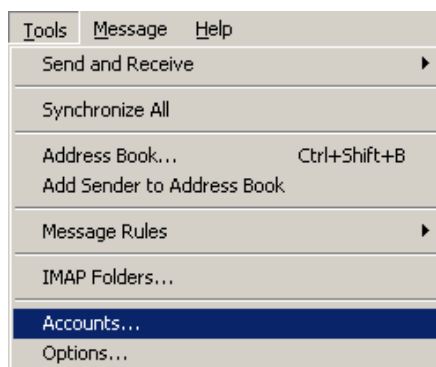 Tools Message Help
Send and Receive
Synchronize All
Address Book... Ctrl+Shift+B
Add Sender to Address Book
Message Rules
IMAP Folders...
Accounts...
Options...